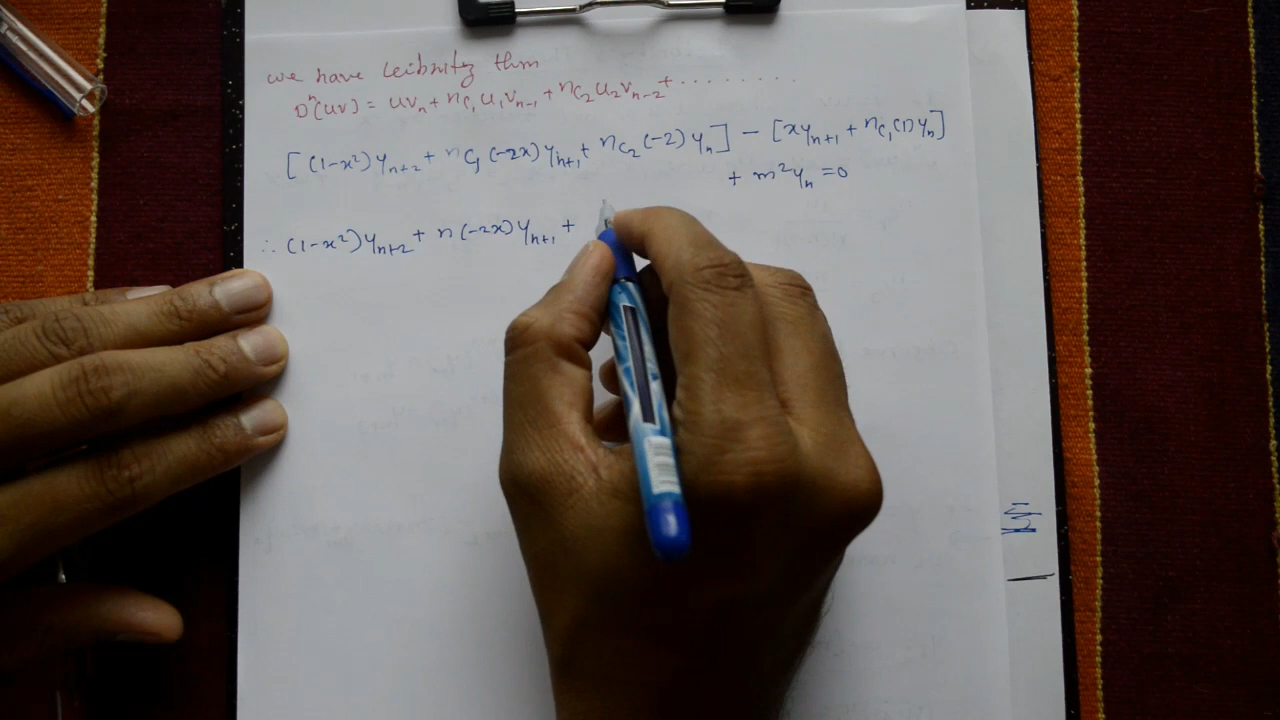 we have Leibnitz thm
Dⁿ(uv) = uvₙ + nc₁ u₁vₙ₋₁ + nc₂ u₂vₙ₋₂ + .........
[(1-x²)yₙ₊₂ + nc₁ (-2x) yₙ₊₁ + nc₂ (-2) yₙ] - [xyₙ₊₁ + nc₁(1)yₙ]
+ m²yₙ = 0
∴ (1-x²)yₙ₊₂ + n(-2x)yₙ₊₁ +